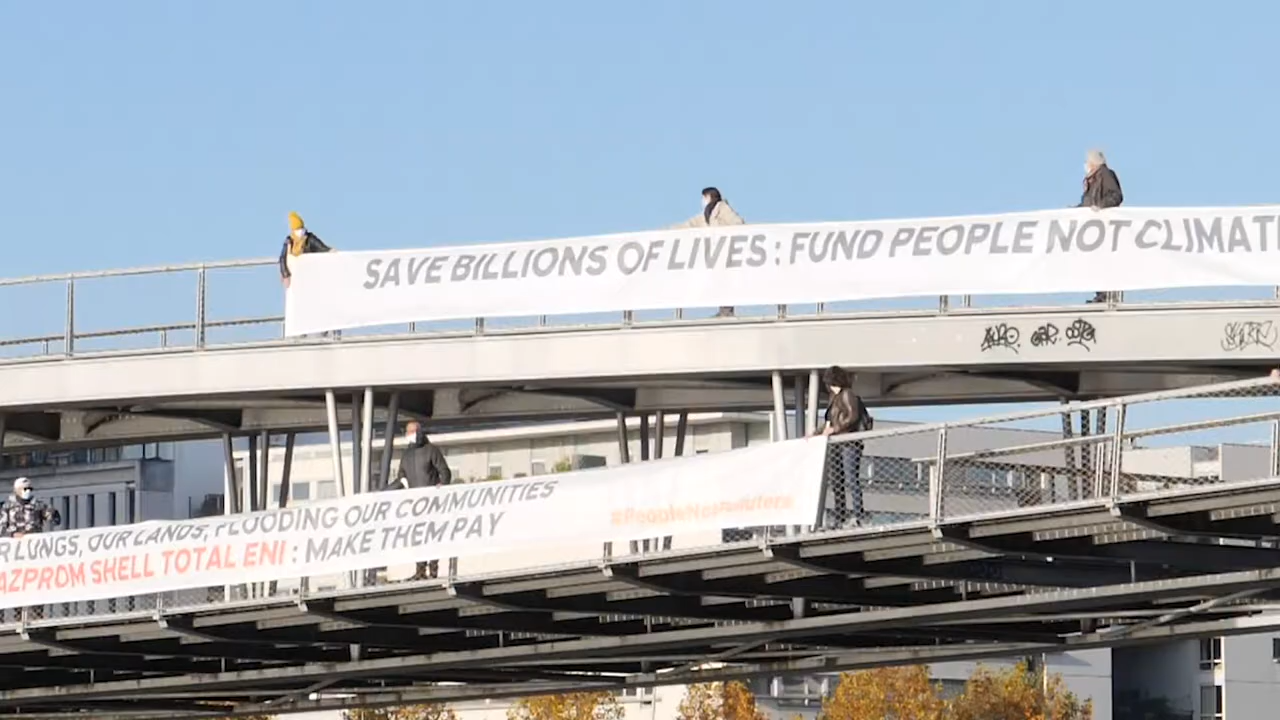 SAVE BILLIONS OF LIVES : FUND PEOPLE NOT CLIMAT
R LUNGS, OUR LANDS, FLOODING OUR COMMUNITIES
AZPROM SHELL TOTAL ENI : MAKE THEM PAY
#PeopleNotPolluters